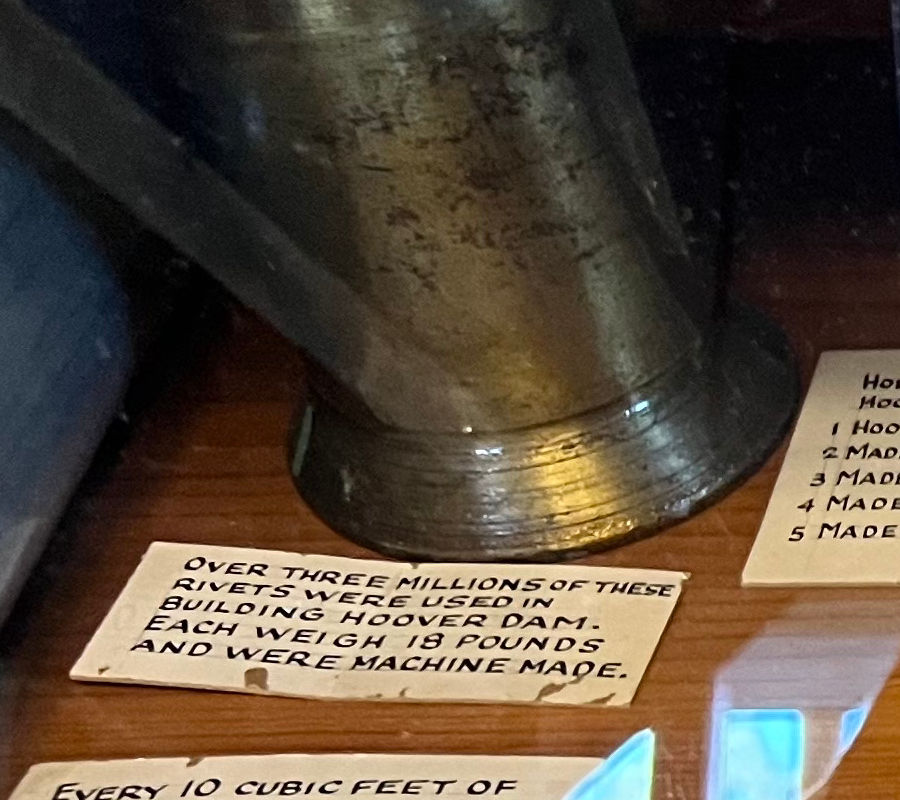 OVER THREE MILLIONS OF THESE
RIVETS WERE USED IN
BUILDING HOOVER DAM.
EACH WEIGH 18 POUNDS
AND WERE MACHINE MADE.
EVERY 10 CUBIC FEET OF
1 HOO
2 MADE
3 MADE
4 MADE
5 MADE